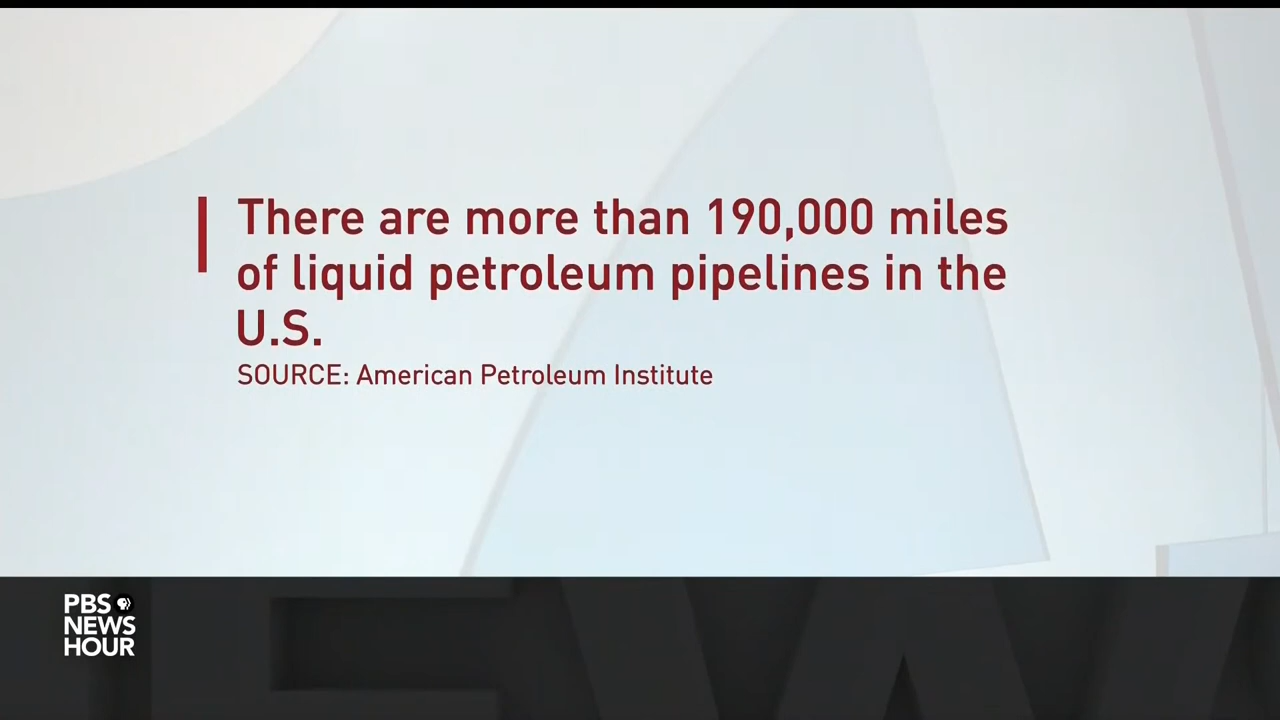 There are more than 190,000 miles
of liquid petroleum pipelines in the
U.S.
SOURCE: American Petroleum Institute
PBS
NEWS
HOUR